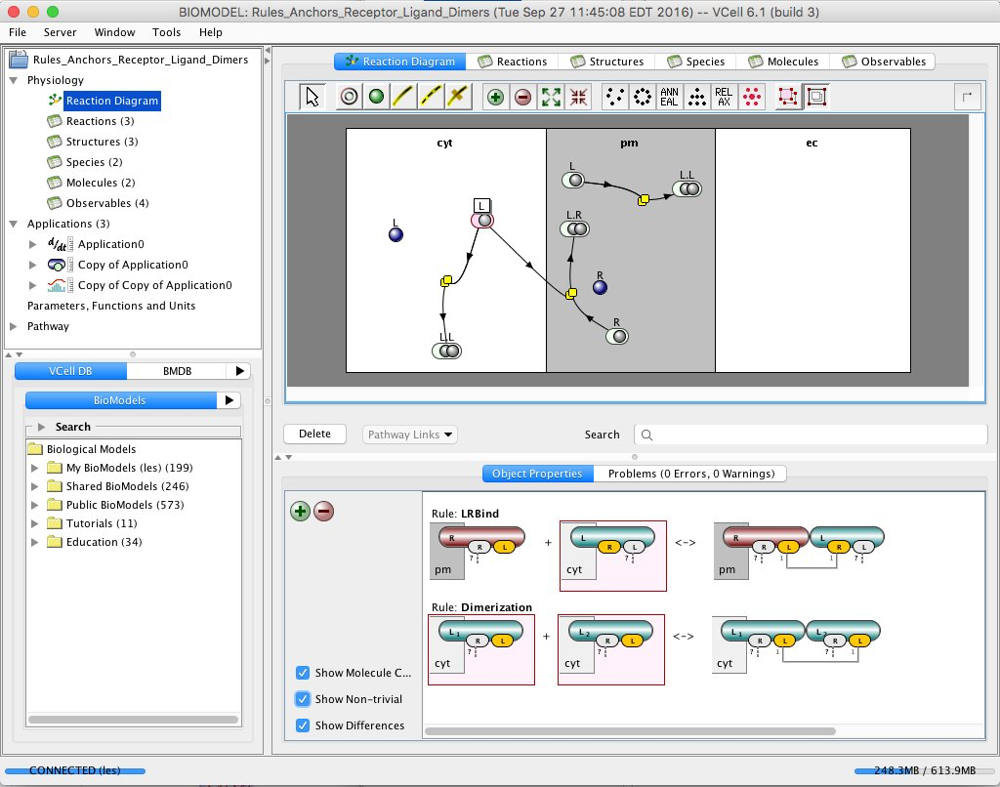 BIOMODEL: Rules_Anchors_Receptor_Ligand_Dimers (Tue Sep 27 11:45:08 EDT 2016) -- VCell 6.1 (build 3)
File Server Window Tools Help
Rules_Anchors_Receptor_Ligand_Dimers
Physiology
Reaction Diagram
Reactions (3)
Structures (3)
Species (2)
Molecules (2)
Observables (4)
Applications (3)
d/dt Application0
Copy of Application0
Copy of Copy of Application0
Parameters, Functions and Units
Pathway
VCell DB BMDB
BioModels
Search
Biological Models
My BioModels (les) (199)
Shared BioModels (246)
Public BioModels (573)
Tutorials (11)
Education (34)
Reaction Diagram Reactions Structures Species Molecules Observables
ANN EAL REL AX
cyt pm ec
L L.L
L L L.R
R
R
L.L
Delete Pathway Links Search
Object Properties Problems (0 Errors, 0 Warnings)
Show Molecule C...
Show Non-trivial
Show Differences
Rule: LRBind
R L R L
R L + R L <-> R L R L
? ? ? 1 1 ?
pm cyt pm
Rule: Dimerization
L1 L2 L1 L2
R L + R L <-> R L R L
? ? ? 1 ? 1
cyt cyt cyt
CONNECTED (les) 248.3MB / 613.9MB